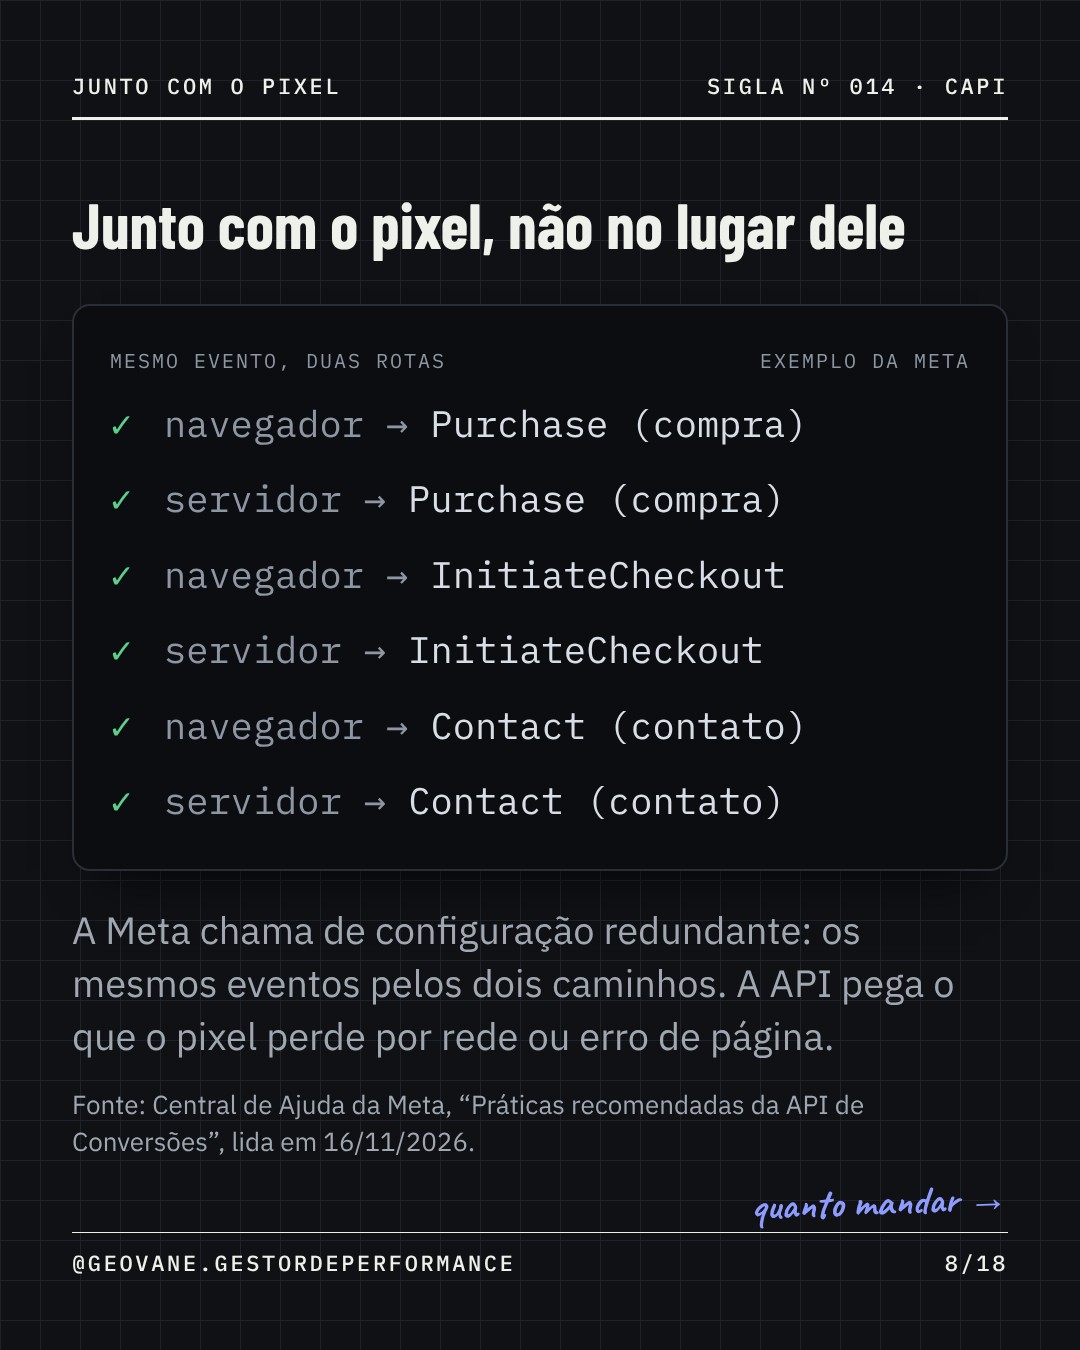 JUNTO COM O PIXEL
SIGLA Nº 014 · CAPI
Junto com o pixel, não no lugar dele
MESMO EVENTO, DUAS ROTAS
EXEMPLO DA META
✓ navegador → Purchase (compra)
✓ servidor → Purchase (compra)
✓ navegador → InitiateCheckout
✓ servidor → InitiateCheckout
✓ navegador → Contact (contato)
✓ servidor → Contact (contato)
A Meta chama de configuração redundante: os
mesmos eventos pelos dois caminhos. A API pega o
que o pixel perde por rede ou erro de página.
Fonte: Central de Ajuda da Meta, “Práticas recomendadas da API de
Conversões”, lida em 16/11/2026.
quanto mandar →
@GEOVANE.GESTORDEPERFORMANCE
8/18